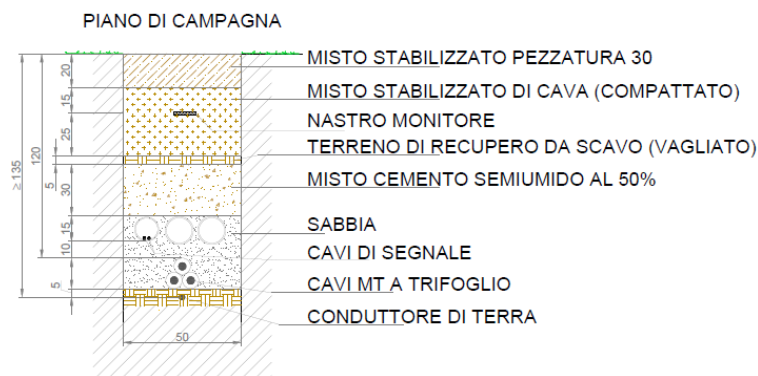 PIANO DI CAMPAGNA
MISTO STABILIZZATO PEZZATURA 30
MISTO STABILIZZATO DI CAVA (COMPATTATO)
NASTRO MONITORE
TERRENO DI RECUPERO DA SCAVO (VAGLIATO)
MISTO CEMENTO SEMIUMIDO AL 50%
SABBIA
CAVI DI SEGNALE
CAVI MT A TRIFOGLIO
CONDUTTORE DI TERRA
≥135
120
20
15
25
5
30
15
10
5
50